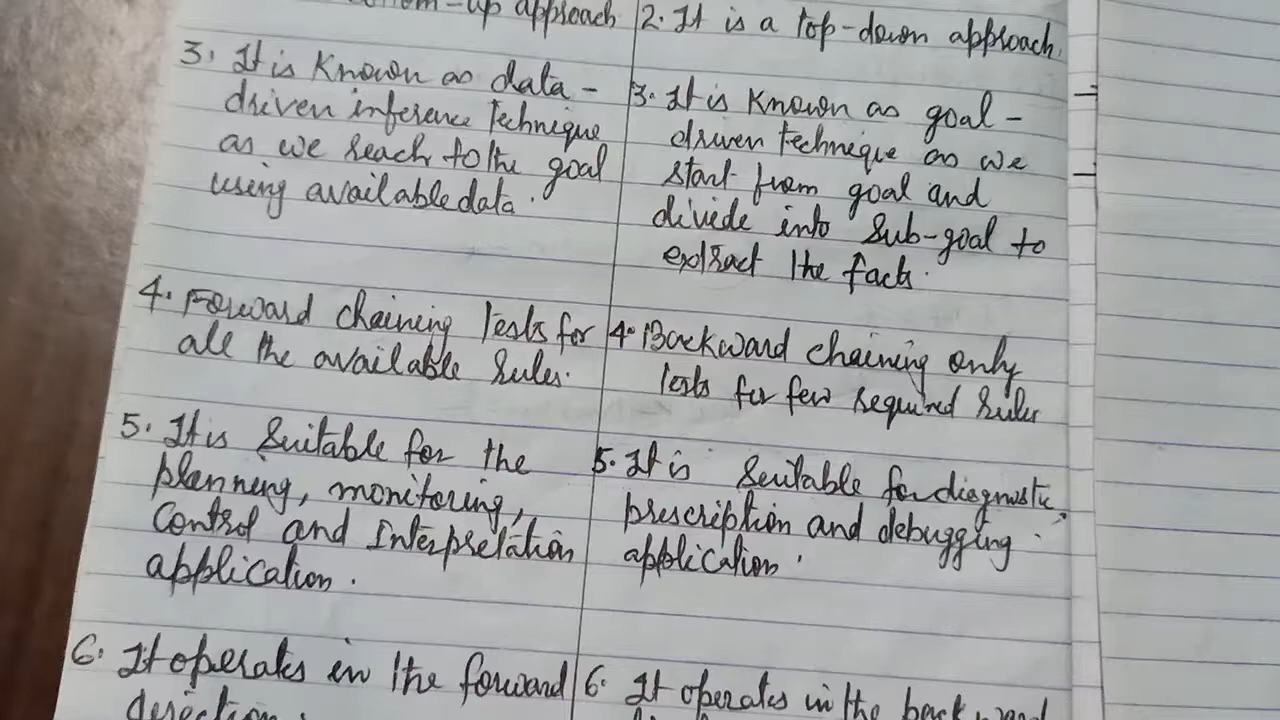 -up approach
3. It is known as data -
driven inference technique
as we reach to the goal
using available data.
4. Forward chaining tests for
all the available rules.
5. It is suitable for the
planning, monitoring,
control and Interpretation
application.
6. It operates in the forward
direction.
2. It is a top-down approach.
3. It is known as goal -
driven technique as we
start from goal and
divide into sub-goal to
extract the fact.
4. Backward chaining only
tests for few required rules
5. It is suitable for diagnostic,
prescription and debugging
application.
6. It operates in the backward